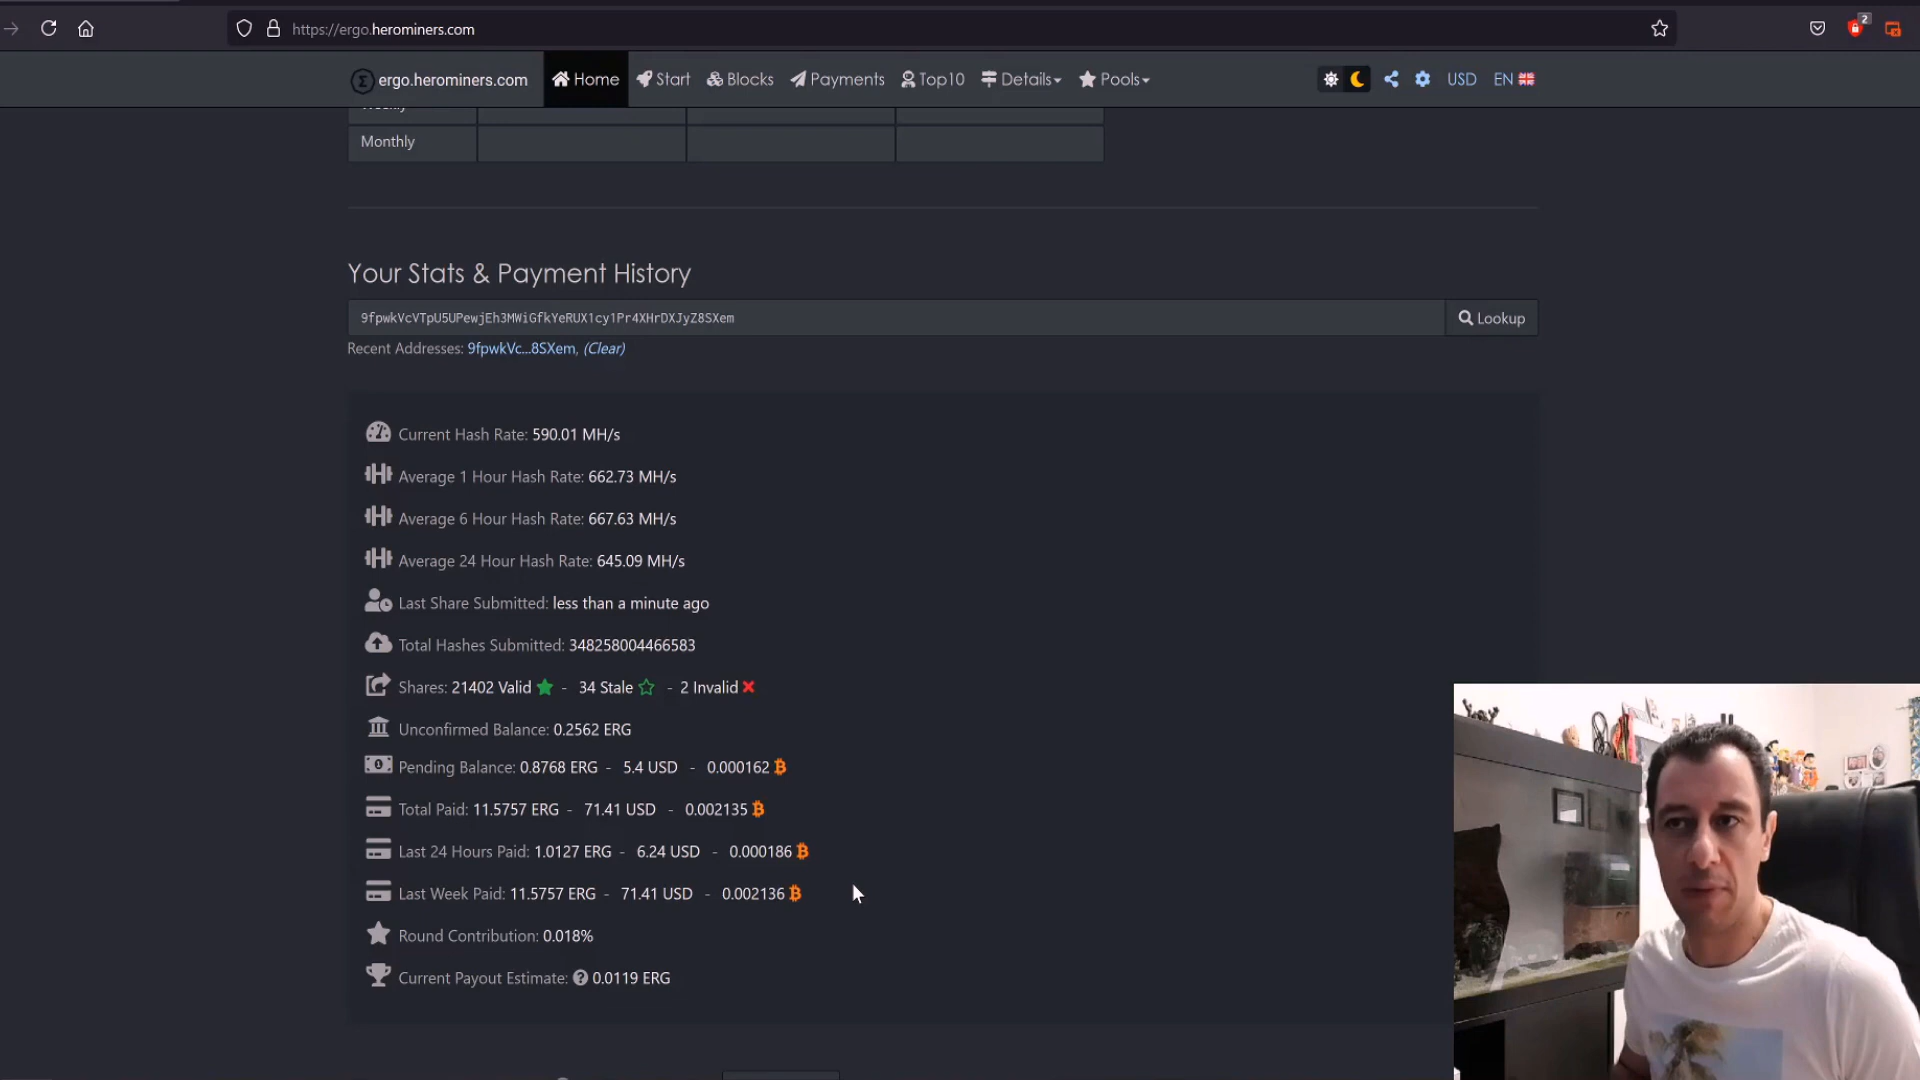 https://ergo.herominers.com
2
ergo.herominers.com Home Start Blocks Payments Top10 Details Pools USD EN
Weekly
Monthly
Your Stats & Payment History
9fpwkVcVTpU5UPewjEh3MWiGfkYeRUX1cy1Pr4XHrDXJyZ8SXem Lookup
Recent Addresses: 9fpwkVc...8SXem, (Clear)
Current Hash Rate: 590.01 MH/s
Average 1 Hour Hash Rate: 662.73 MH/s
Average 6 Hour Hash Rate: 667.63 MH/s
Average 24 Hour Hash Rate: 645.09 MH/s
Last Share Submitted: less than a minute ago
Total Hashes Submitted: 348258004466583
Shares: 21402 Valid - 34 Stale - 2 Invalid
Unconfirmed Balance: 0.2562 ERG
Pending Balance: 0.8768 ERG - 5.4 USD - 0.000162
Total Paid: 11.5757 ERG - 71.41 USD - 0.002135
Last 24 Hours Paid: 1.0127 ERG - 6.24 USD - 0.000186
Last Week Paid: 11.5757 ERG - 71.41 USD - 0.002136
Round Contribution: 0.018%
Current Payout Estimate: 0.0119 ERG